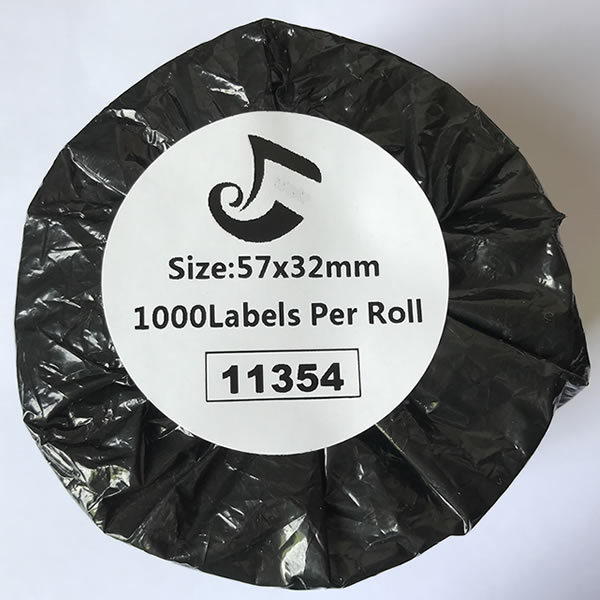 Size:57x32mm
1000Labels Per Roll
11354